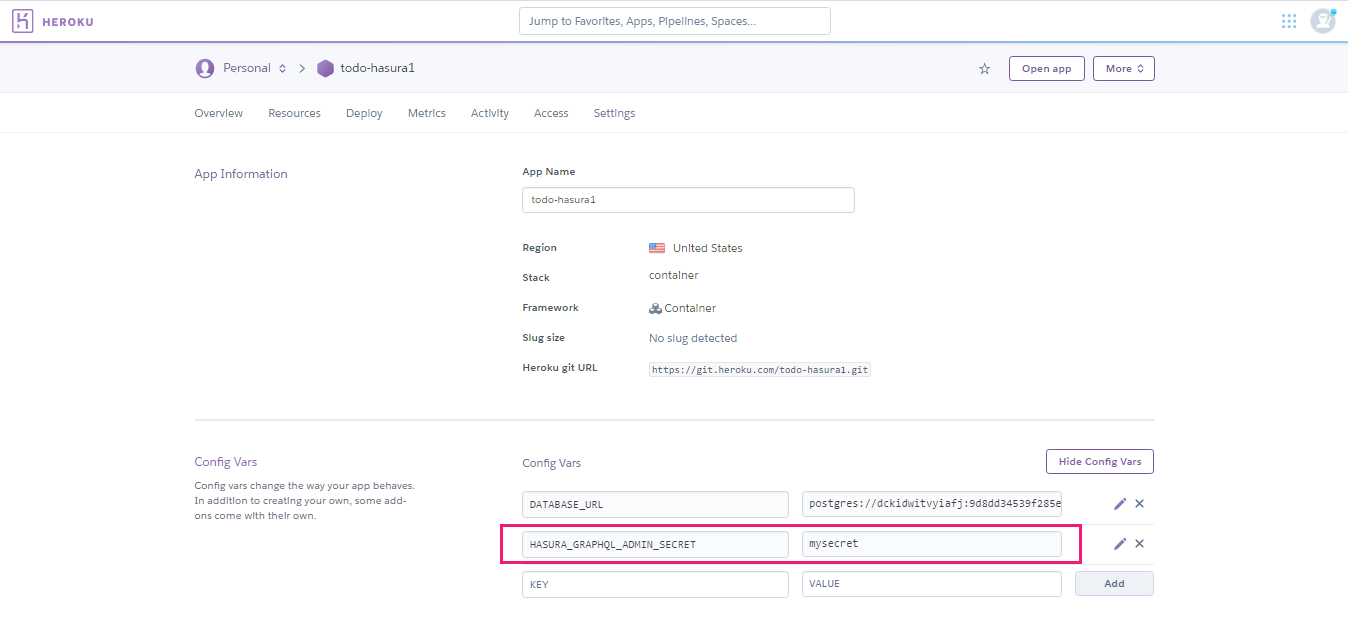 HEROKU
Jump to Favorites, Apps, Pipelines, Spaces...
Personal
todo-hasura1
Open app
More
Overview
Resources
Deploy
Metrics
Activity
Access
Settings
App Information
App Name
todo-hasura1
Region
United States
Stack
container
Framework
Container
Slug size
No slug detected
Heroku git URL
https://git.heroku.com/todo-hasura1.git
Config Vars
Config vars change the way your app behaves.
In addition to creating your own, some add-
ons come with their own.
Config Vars
Hide Config Vars
DATABASE_URL
postgres://dckidwitvyiafj:9d8dd34539f285e
HASURA_GRAPHQL_ADMIN_SECRET
mysecret
KEY
VALUE
Add